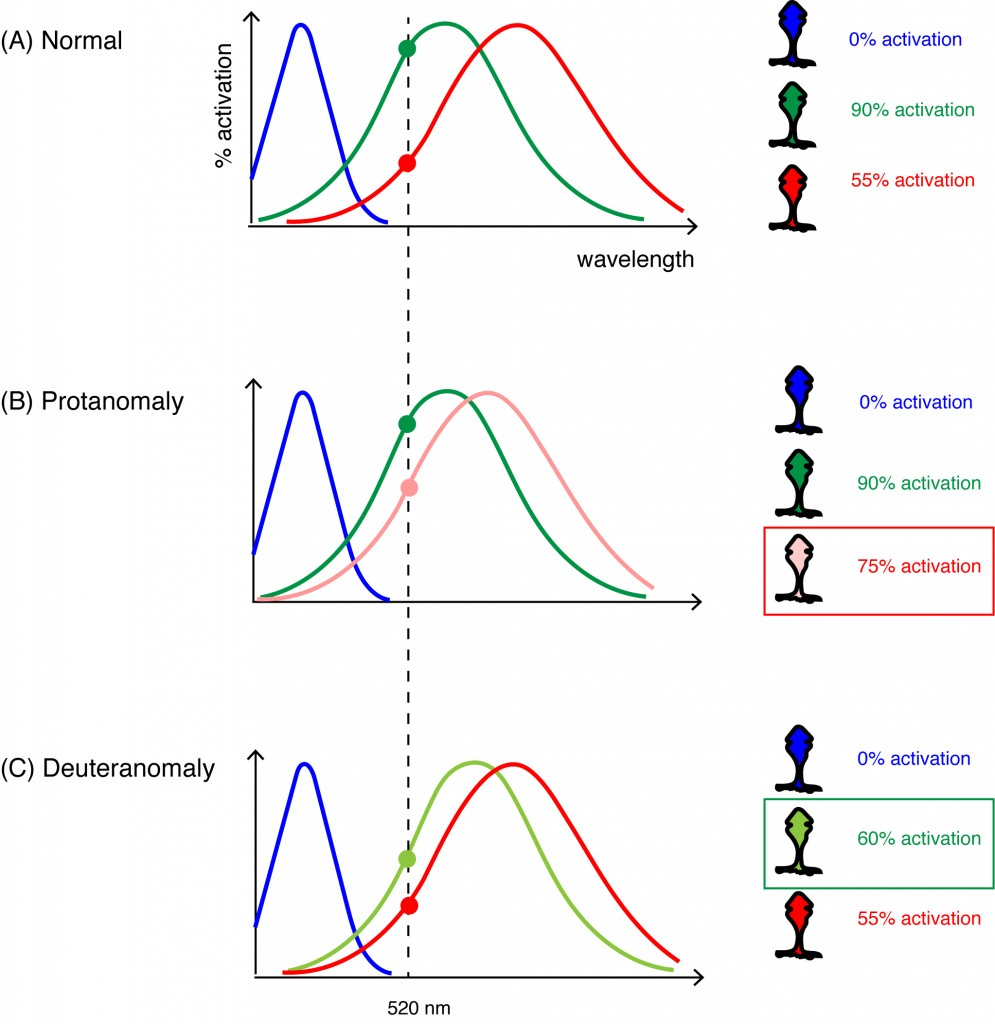 (A) Normal
% activation
wavelength
0% activation
90% activation
55% activation
(B) Protanomaly
0% activation
90% activation
75% activation
(C) Deuteranomaly
0% activation
60% activation
55% activation
520 nm